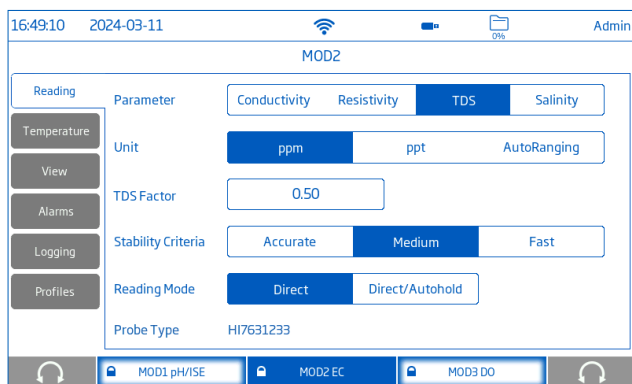 16:49:10 2024-03-11 0% Admin
MOD2
Reading
Temperature
View
Alarms
Logging
Profiles
Parameter Conductivity Resistivity TDS Salinity
Unit ppm ppt AutoRanging
TDS Factor 0.50
Stability Criteria Accurate Medium Fast
Reading Mode Direct Direct/Autohold
Probe Type HI7631233
MOD1 pH/ISE MOD2 EC MOD3 DO